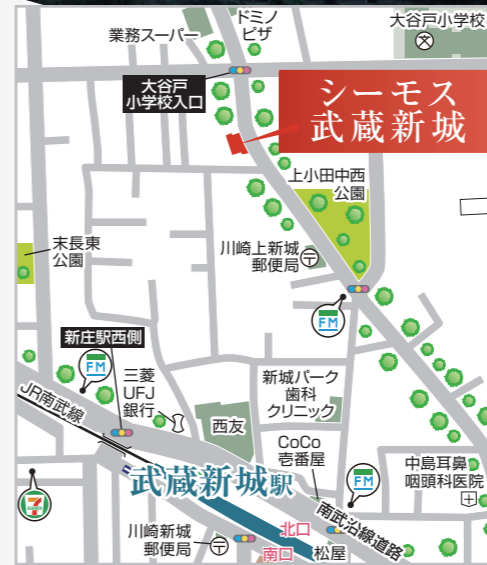 業務スーパー
ドミノ
ピザ
大谷戸小学校
文
大谷戸
小学校入口
シーモス
武蔵新城
上小田中西
公園
末長東
公園
川崎上新城
郵便局
〒
FM
新庄駅西側
FM
三菱
UFJ
銀行
新城パーク
歯科
クリニック
西友
JR南武線
CoCo
壱番屋
中島耳鼻
咽頭科医院
FM
武蔵新城駅
南武沿線道路
7
川崎新城
郵便局
〒
北口
南口
松屋